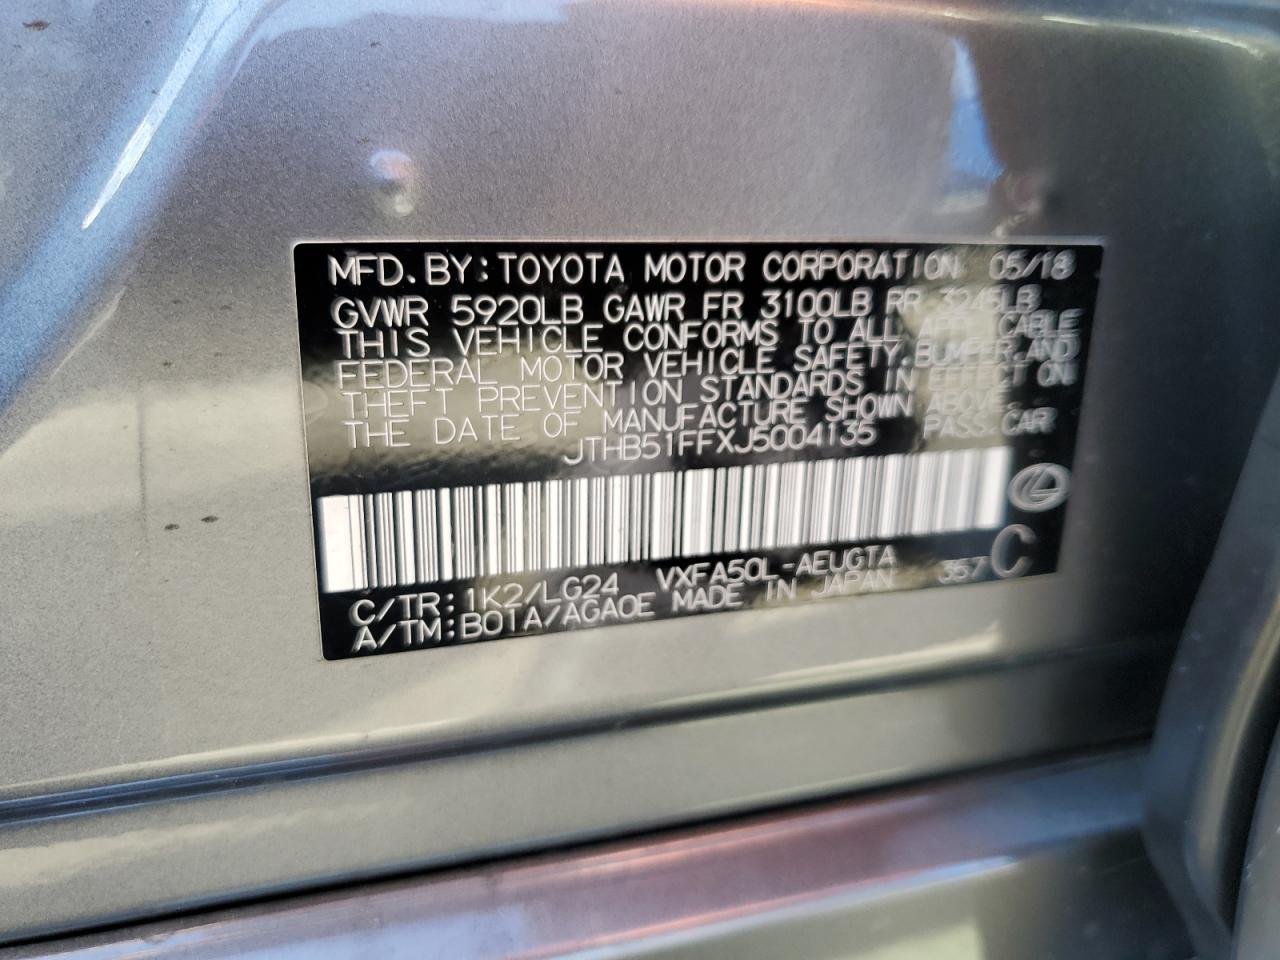 MFD. BY: TOYOTA MOTOR CORPORATION 05/18
GVWR 5920LB GAWR FR 3100LB RR 3245LB
THIS VEHICLE CONFORMS TO ALL APPLICABLE
FEDERAL MOTOR VEHICLE SAFETY, BUMPER, AND
THEFT PREVENTION STANDARDS IN EFFECT ON
THE DATE OF MANUFACTURE SHOWN ABOVE.
JTHB51FFXJ5004135 PASS. CAR
C/TR: 1K2/LG24 VXFA50L-AEUGTA 357 C
A/TM: B01A/AGA0E MADE IN JAPAN